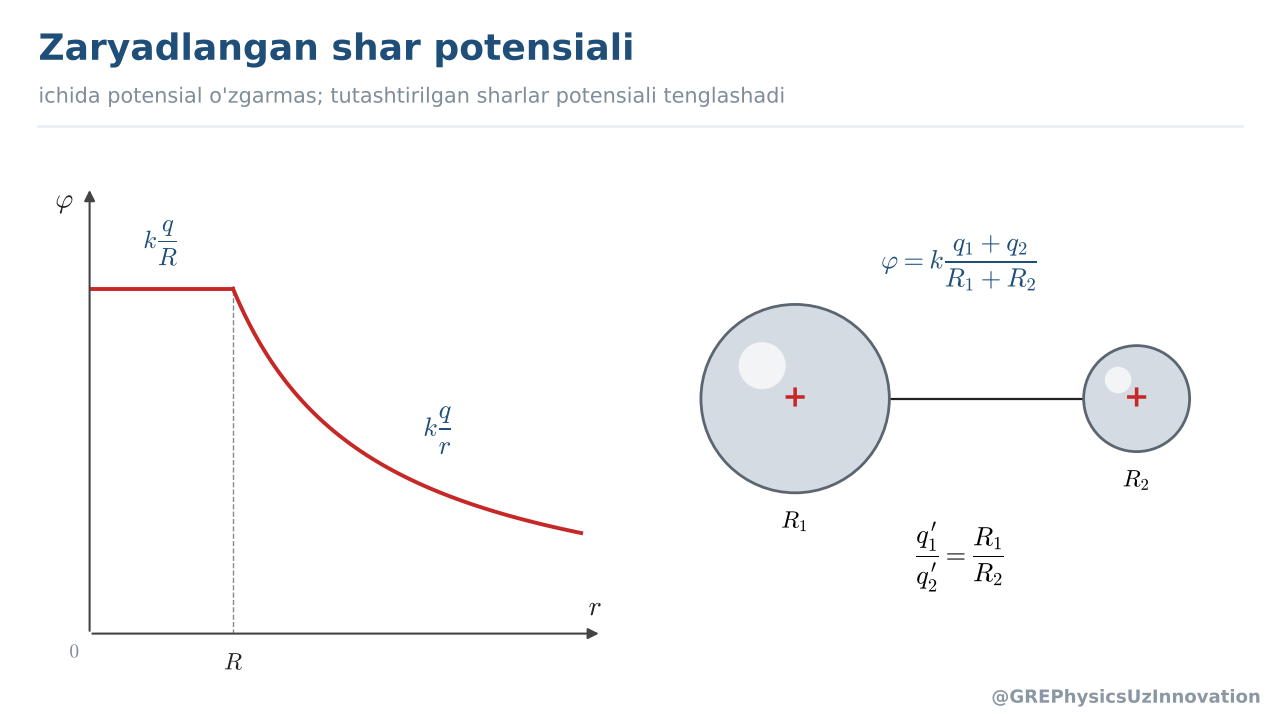 Zaryadlangan shar potensiali
ichida potensial o'zgarmas; tutashtirilgan sharlar potensiali tenglashadi
φ
k q/R
k q/r
r
0
R
φ = k (q₁ + q₂)/(R₁ + R₂)
+
+
R₁
R₂
q₁′/q₂′ = R₁/R₂
@GREPhysicsUzInnovation